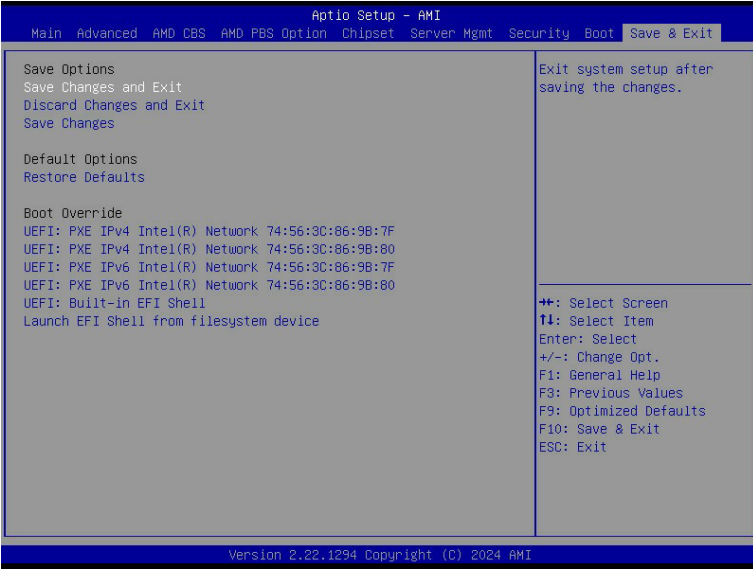 Aptio Setup - AMI
Main Advanced AMD CBS AMD PBS Option Chipset Server Mgmt Security Boot Save & Exit
Save Options
Save Changes and Exit
Discard Changes and Exit
Save Changes
Default Options
Restore Defaults
Boot Override
UEFI: PXE IPv4 Intel(R) Network 74:56:3C:86:9B:7F
UEFI: PXE IPv4 Intel(R) Network 74:56:3C:86:9B:80
UEFI: PXE IPv6 Intel(R) Network 74:56:3C:86:9B:7F
UEFI: PXE IPv6 Intel(R) Network 74:56:3C:86:9B:80
UEFI: Built-in EFI Shell
Launch EFI Shell from filesystem device
Exit system setup after
saving the changes.
→←: Select Screen
↑↓: Select Item
Enter: Select
+/-: Change Opt.
F1: General Help
F3: Previous Values
F9: Optimized Defaults
F10: Save & Exit
ESC: Exit
Version 2.22.1294 Copyright (C) 2024 AMI